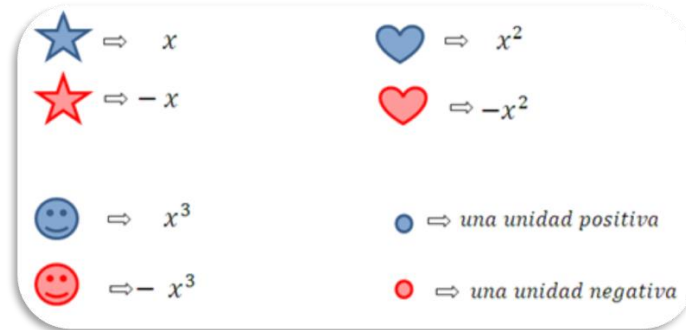 ⇨ x ⇨ x²
⇨ − x ⇨ −x²
⇨ x³ ⇨ una unidad positiva
⇨− x³ ⇨ una unidad negativa